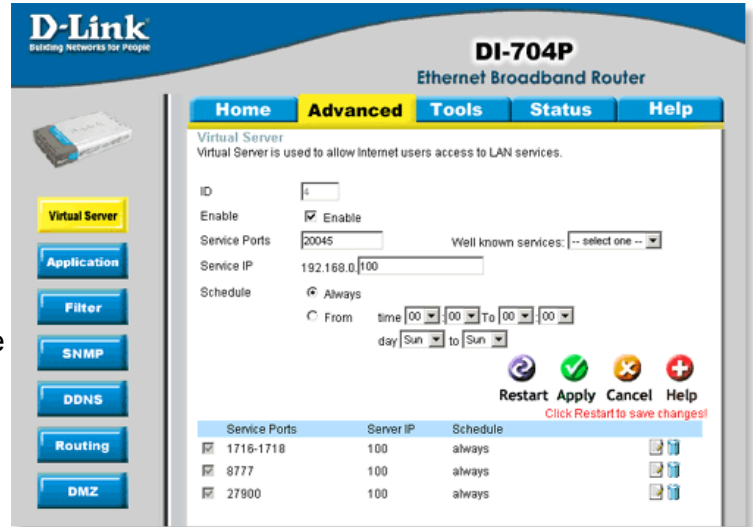 D-Link
Building Networks for People
DI-704P
Ethernet Broadband Router
Home Advanced Tools Status Help
Virtual Server
Virtual Server is used to allow Internet users access to LAN services.
ID 4
Enable Enable
Service Ports 20045 Well known services: -- select one --
Service IP 192.168.0. 100
Schedule Always
From time 00 : 00 To 00 : 00
day Sun to Sun
Restart Apply Cancel Help
Click Restart to save changes!
Service Ports Server IP Schedule
1716-1718 100 always
8777 100 always
27900 100 always
Virtual Server
Application
Filter
e
SNMP
DDNS
Routing
DMZ